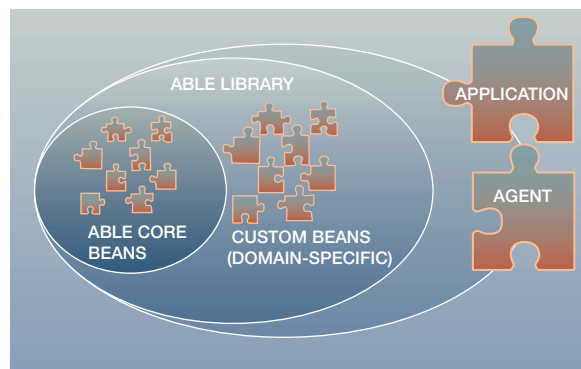 ABLE LIBRARY
APPLICATION
AGENT
ABLE CORE
BEANS
CUSTOM BEANS
(DOMAIN-SPECIFIC)